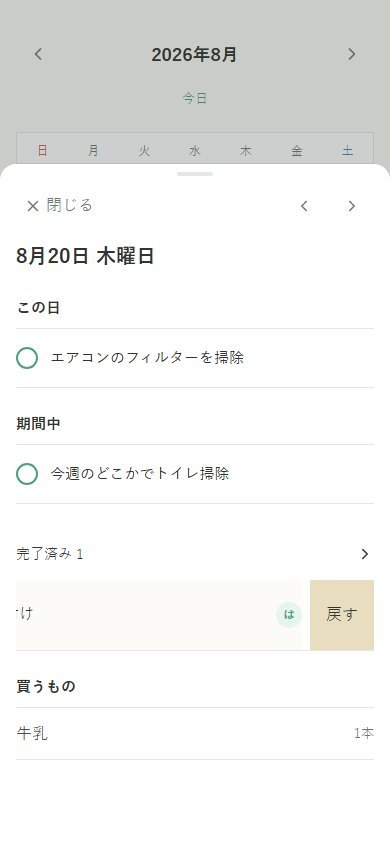 2026年8月
今日
日 月 火 水 木 金 土
閉じる
8月20日 木曜日
この日
エアコンのフィルターを掃除
期間中
今週のどこかでトイレ掃除
完了済み 1
け は 戻す
買うもの
牛乳 1本